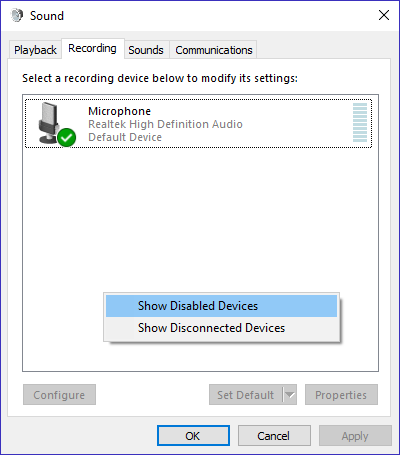 Sound
Playback Recording Sounds Communications
Select a recording device below to modify its settings:
Microphone
Realtek High Definition Audio
Default Device
Show Disabled Devices
Show Disconnected Devices
Configure Set Default Properties
OK Cancel Apply